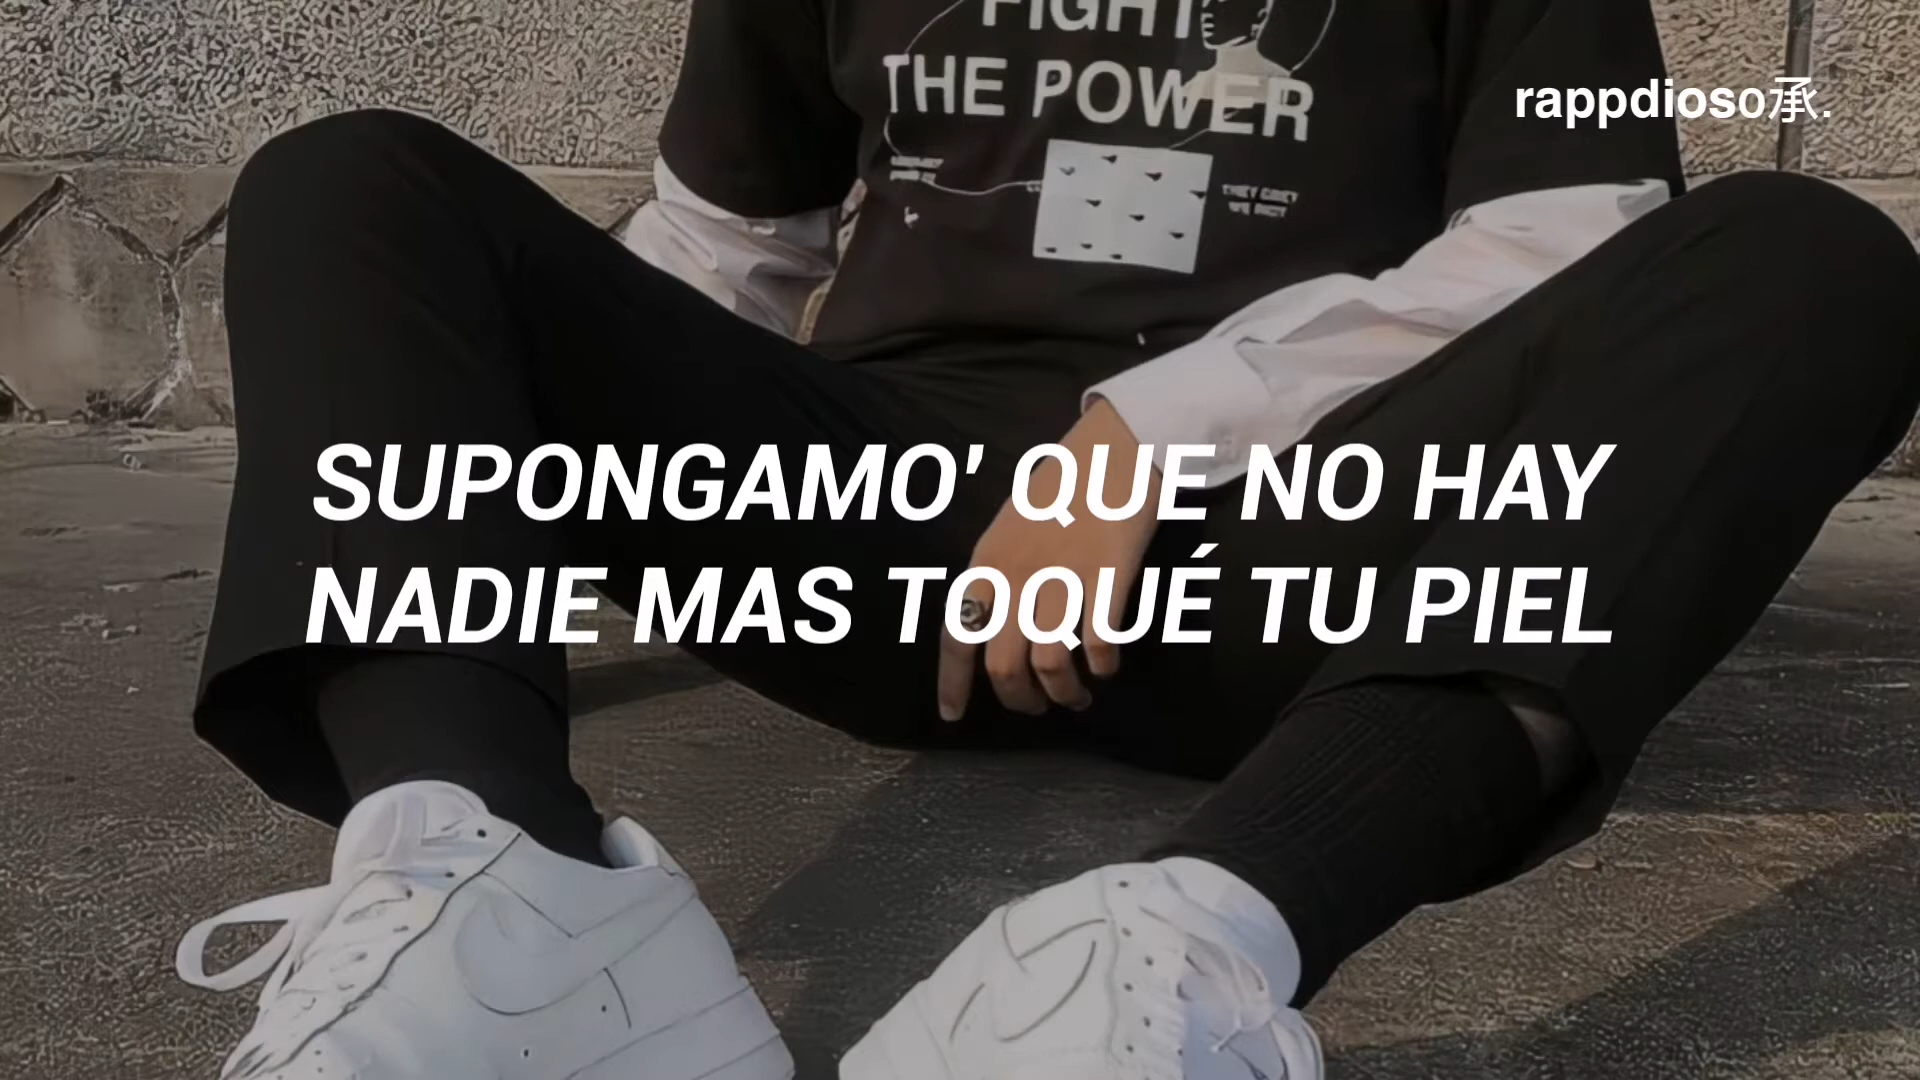 FIGHT
THE POWER
rappdioso承.
SUPONGAMO' QUE NO HAY
NADIE MAS TOQUÉ TU PIEL